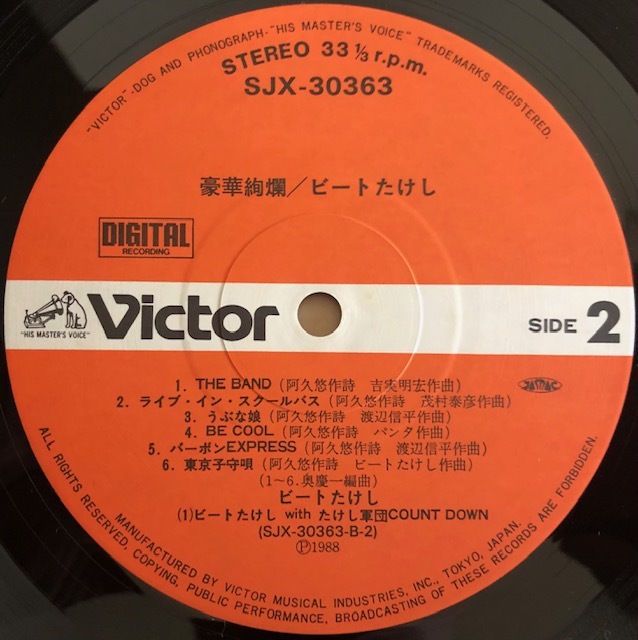 "VICTOR"-DOG AND PHONOGRAPH-"HIS MASTER'S VOICE" TRADEMARKS REGISTERED.
STEREO 33 1/3 r.p.m.
SJX-30363
豪華絢爛/ビートたけし
DIGITAL
RECORDING
"HIS MASTER'S VOICE"
Victor
SIDE 2
1. THE BAND (阿久悠作詩 吉実明宏作曲)
JASRAC
2. ライブ・イン・スクールバス (阿久悠作詩 茂村泰彦作曲)
3. うぶな娘 (阿久悠作詩 渡辺信平作曲)
4. BE COOL (阿久悠作詩 パンタ作曲)
5. バーボンEXPRESS (阿久悠作詩 渡辺信平作曲)
6. 東京子守唄 (阿久悠作詩 ビートたけし作曲)
(1〜6.奥慶一編曲)
ビートたけし
(1)ビートたけし with たけし軍団COUNT DOWN
(SJX-30363-B-2)
Ⓟ1988
ALL RIGHTS RESERVED, COPYING, PUBLIC PERFORMANCE, BROADCASTING OF THESE RECORDS ARE FORBIDDEN.
MANUFACTURED BY VICTOR MUSICAL INDUSTRIES, INC., TOKYO, JAPAN.